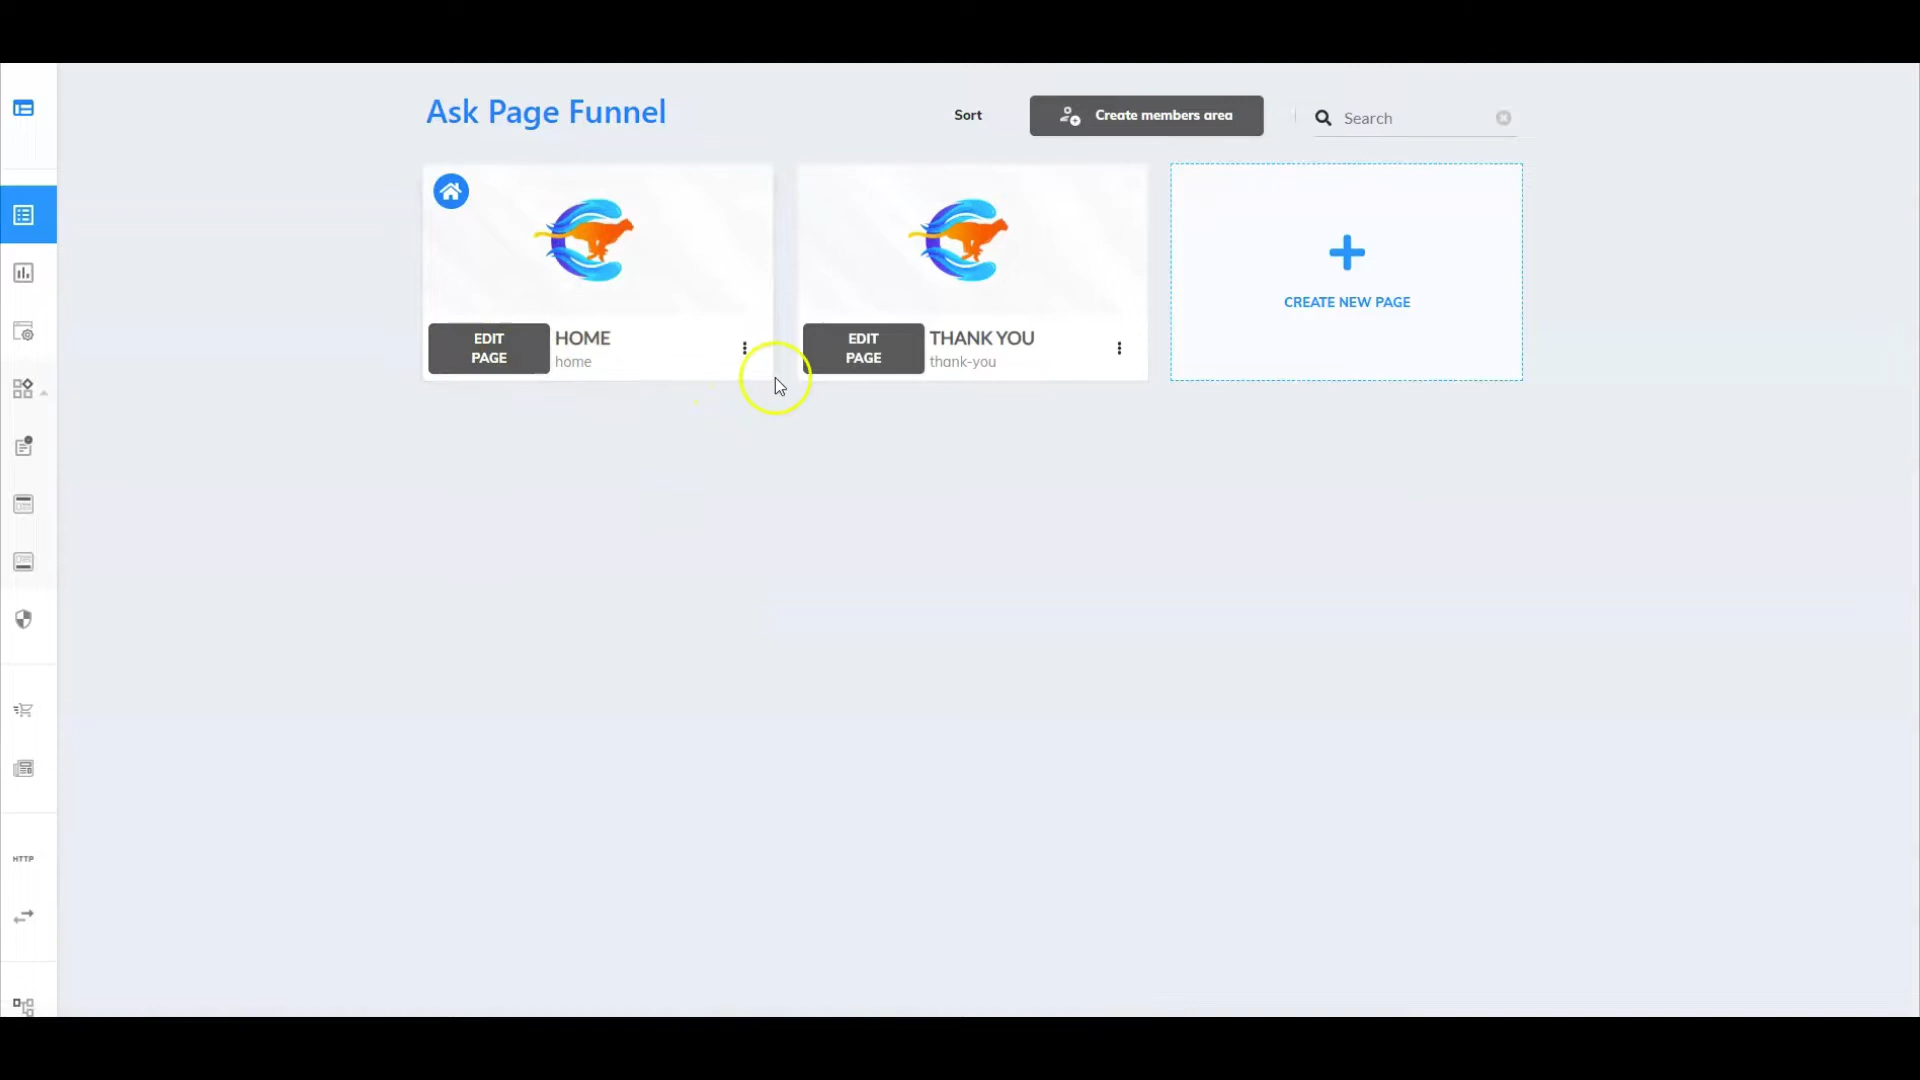 Ask Page Funnel
Sort
Create members area
Search
EDIT
PAGE
HOME
home
EDIT
PAGE
THANK YOU
thank-you
CREATE NEW PAGE
HTTP